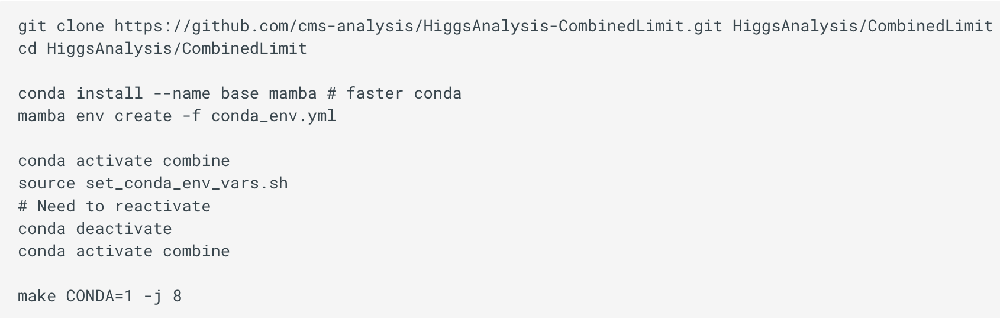 git clone https://github.com/cms-analysis/HiggsAnalysis-CombinedLimit.git HiggsAnalysis/CombinedLimit
cd HiggsAnalysis/CombinedLimit
conda install --name base mamba # faster conda
mamba env create -f conda_env.yml
conda activate combine
source set_conda_env_vars.sh
# Need to reactivate
conda deactivate
conda activate combine
make CONDA=1 -j 8